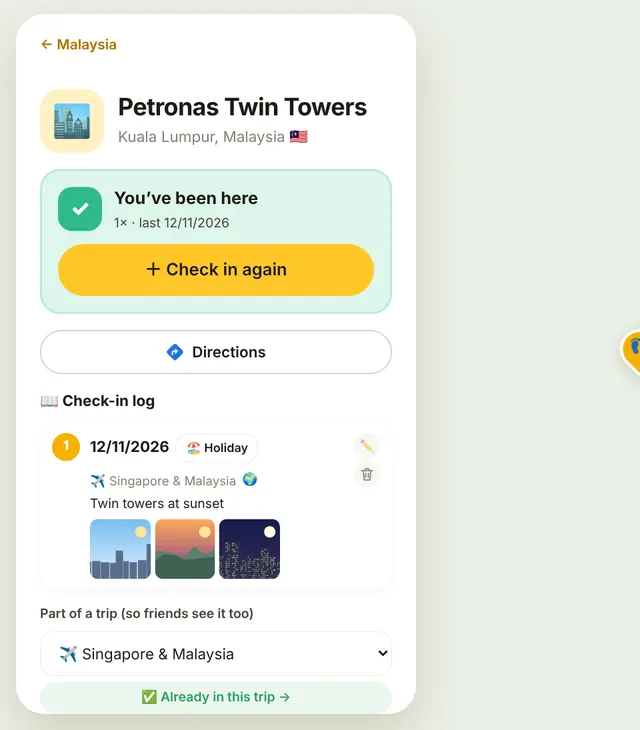 ← Malaysia
Petronas Twin Towers
Kuala Lumpur, Malaysia 🇲🇾
You’ve been here
1× · last 12/11/2026
+ Check in again
Directions
📖 Check-in log
1 12/11/2026 🏖️ Holiday ✏️
✈️ Singapore & Malaysia 🌍
Twin towers at sunset
Part of a trip (so friends see it too)
✈️ Singapore & Malaysia
✅ Already in this trip →